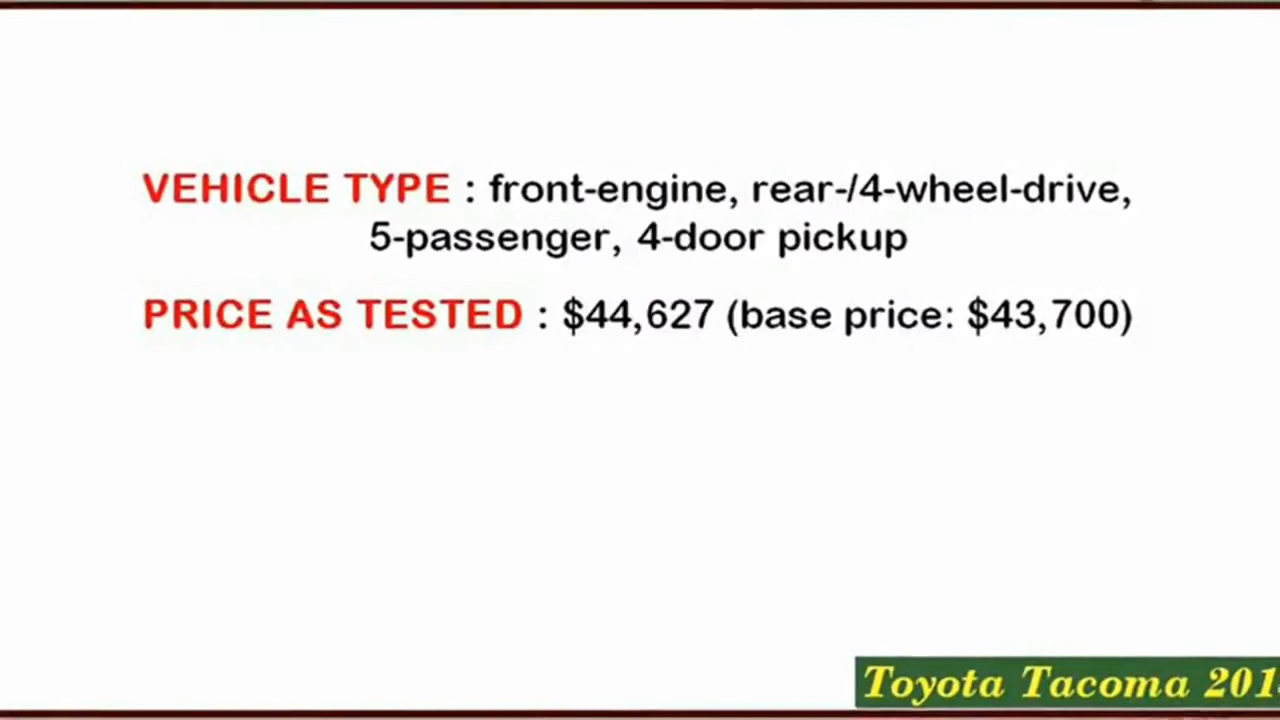 VEHICLE TYPE : front-engine, rear-/4-wheel-drive,
5-passenger, 4-door pickup
PRICE AS TESTED : $44,627 (base price: $43,700)
Toyota Tacoma